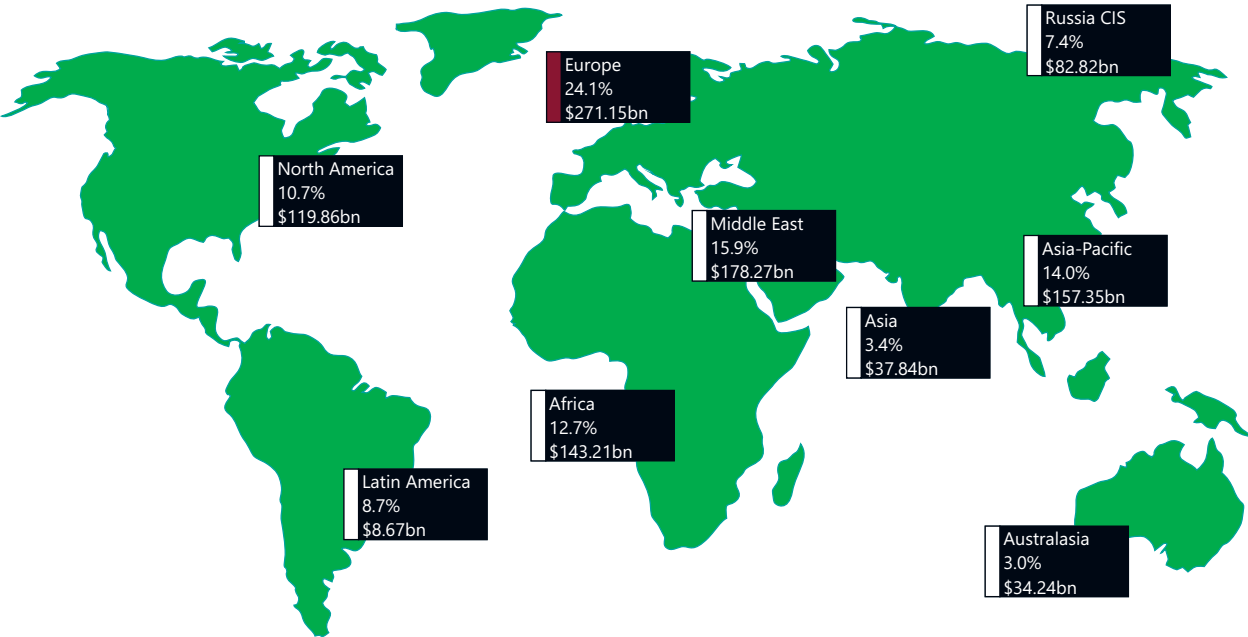 Russia CIS
7.4%
$82.82bn
Europe
24.1%
$271.15bn
North America
10.7%
$119.86bn
Middle East
15.9%
$178.27bn
Asia-Pacific
14.0%
$157.35bn
Asia
3.4%
$37.84bn
Africa
12.7%
$143.21bn
Latin America
8.7%
$8.67bn
Australasia
3.0%
$34.24bn